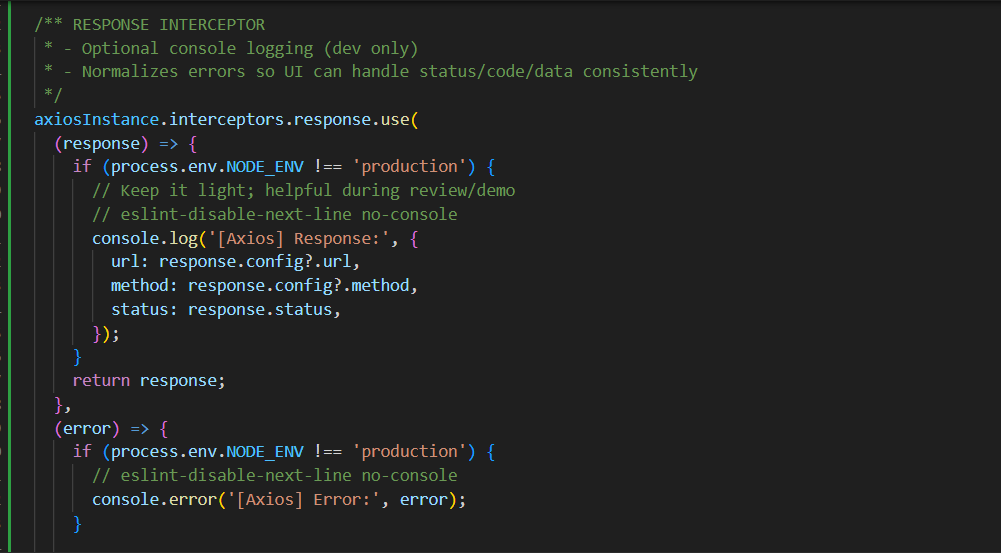 /** RESPONSE INTERCEPTOR
 * - Optional console logging (dev only)
 * - Normalizes errors so UI can handle status/code/data consistently
 */
axiosInstance.interceptors.response.use(
  (response) => {
    if (process.env.NODE_ENV !== 'production') {
      // Keep it light; helpful during review/demo
      // eslint-disable-next-line no-console
      console.log('[Axios] Response:', {
        url: response.config?.url,
        method: response.config?.method,
        status: response.status,
      });
    }
    return response;
  },
  (error) => {
    if (process.env.NODE_ENV !== 'production') {
      // eslint-disable-next-line no-console
      console.error('[Axios] Error:', error);
    }